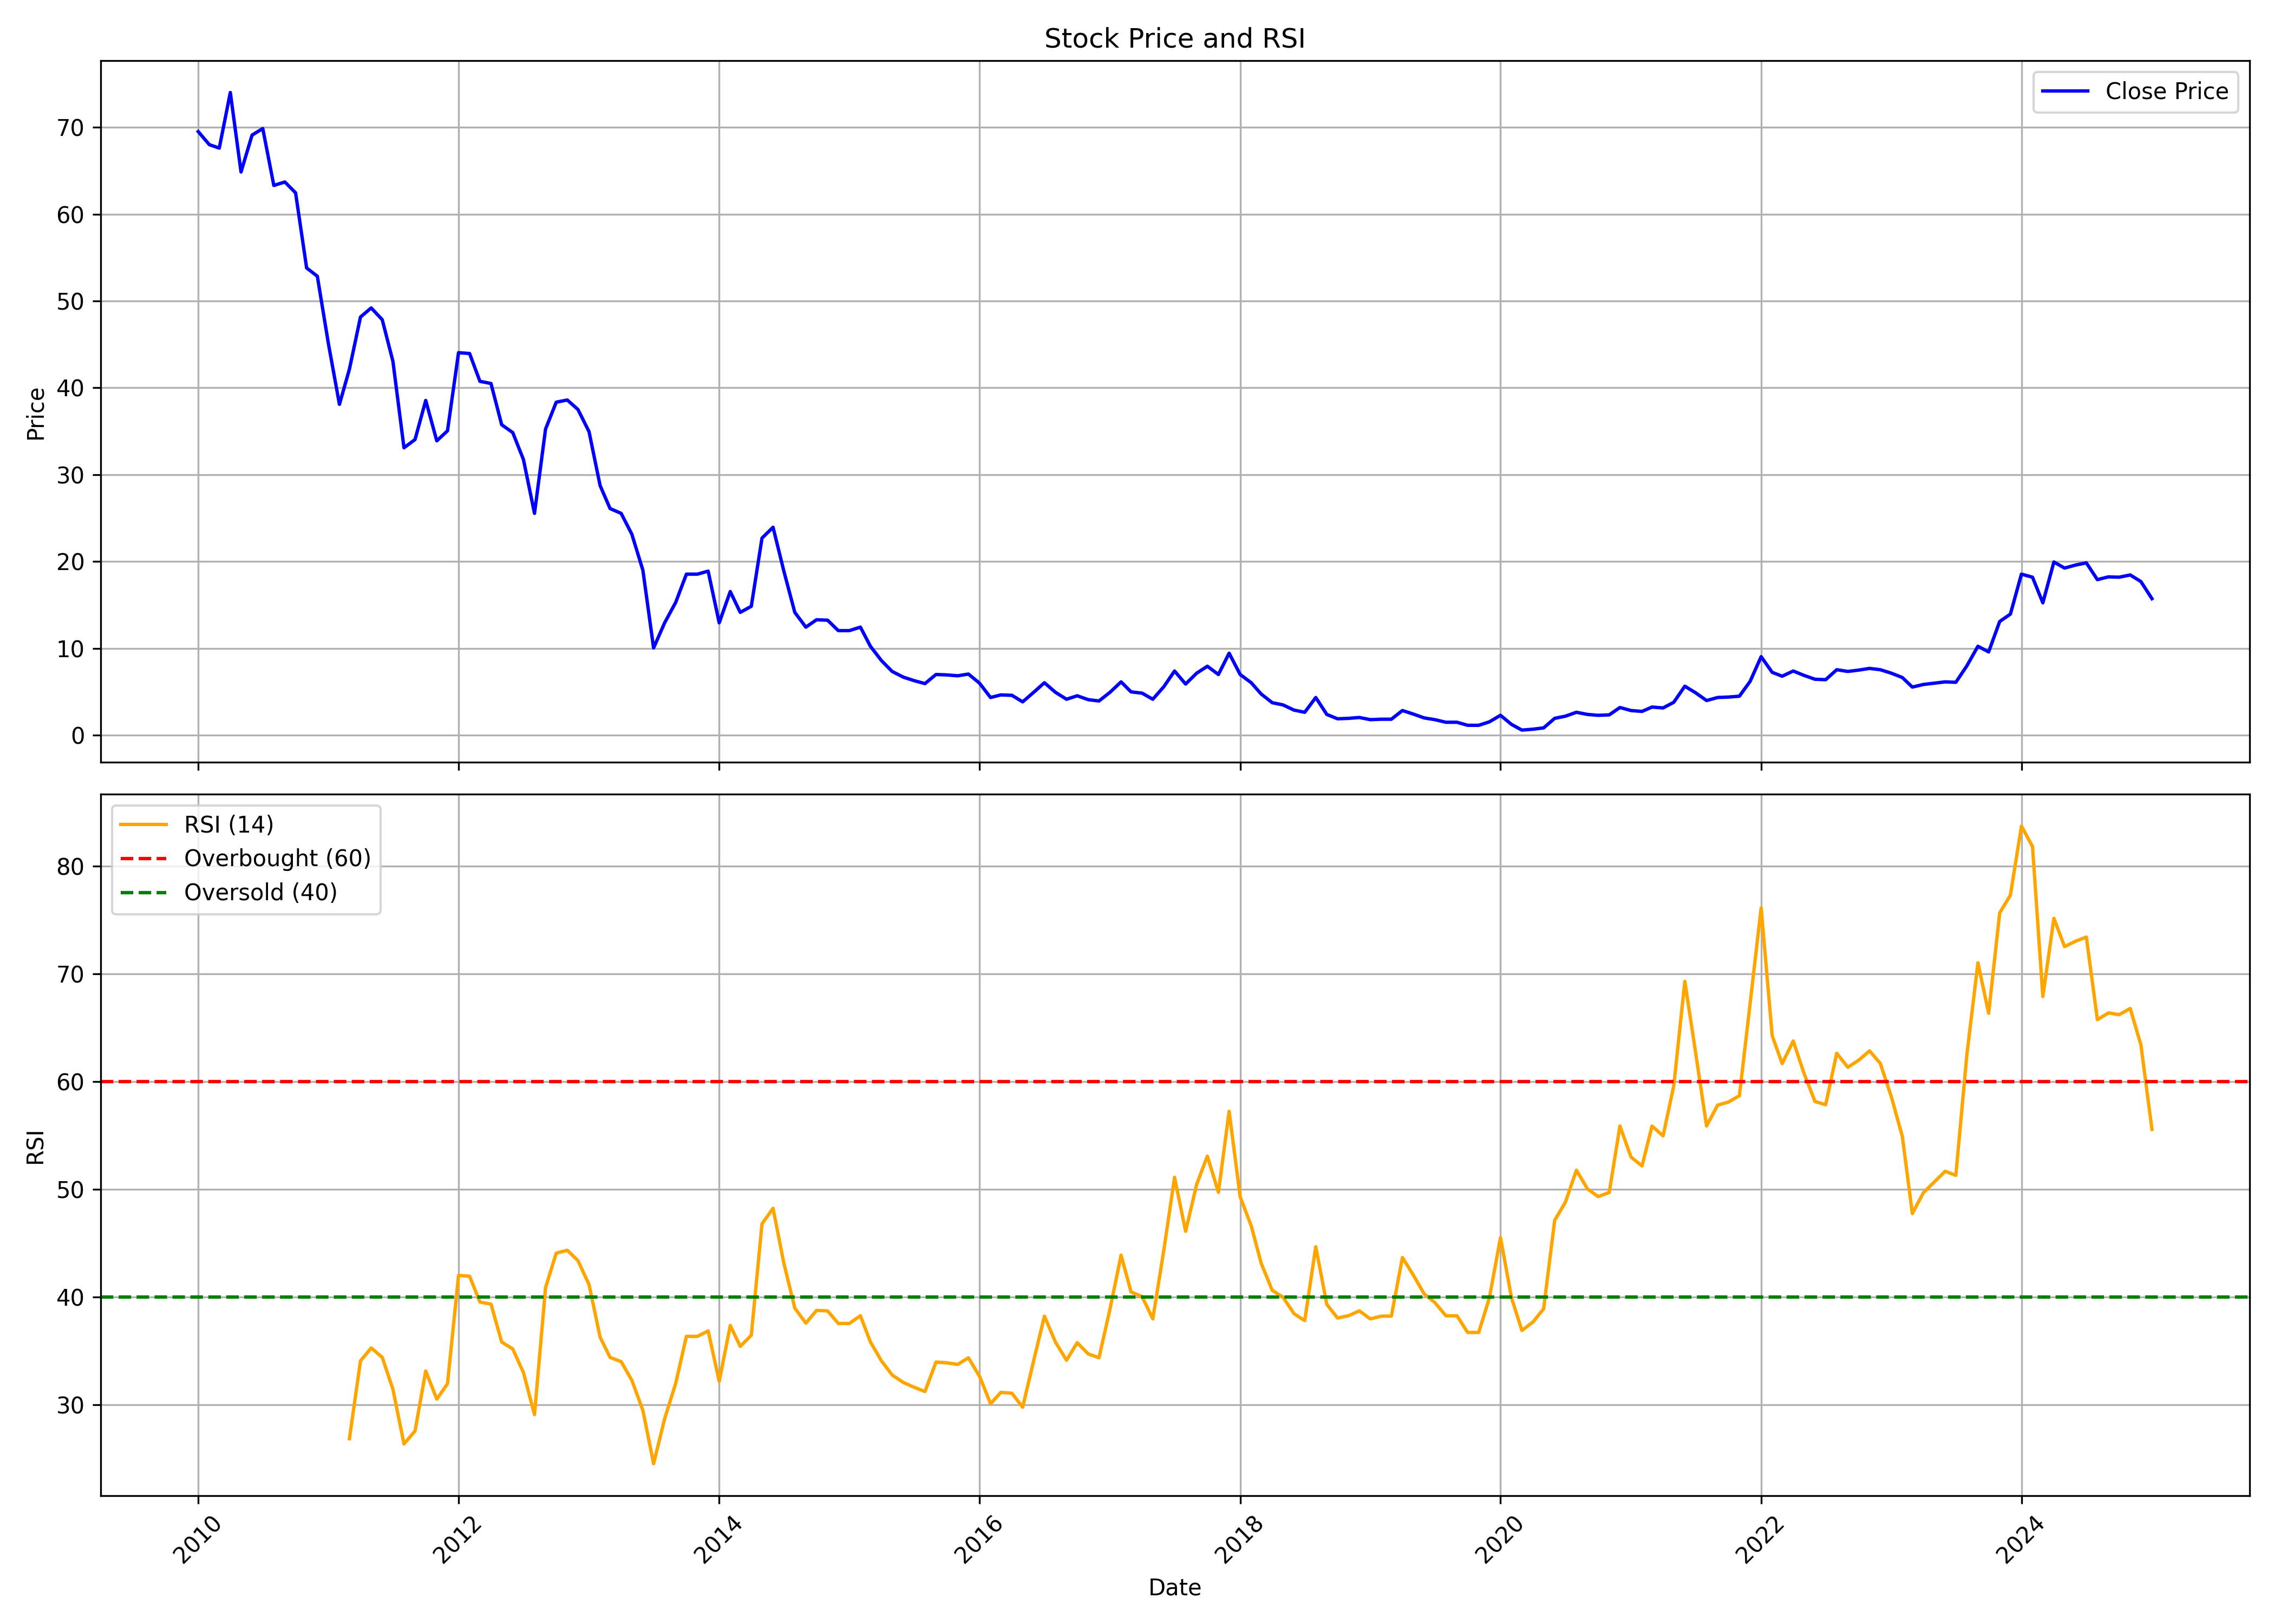 Stock Price and RSI
Close Price
70
60
50
40
30
20
10
0
Price
RSI (14)
Overbought (60)
Oversold (40)
80
70
60
50
40
30
RSI
2010
2012
2014
2016
2018
2020
2022
2024
Date